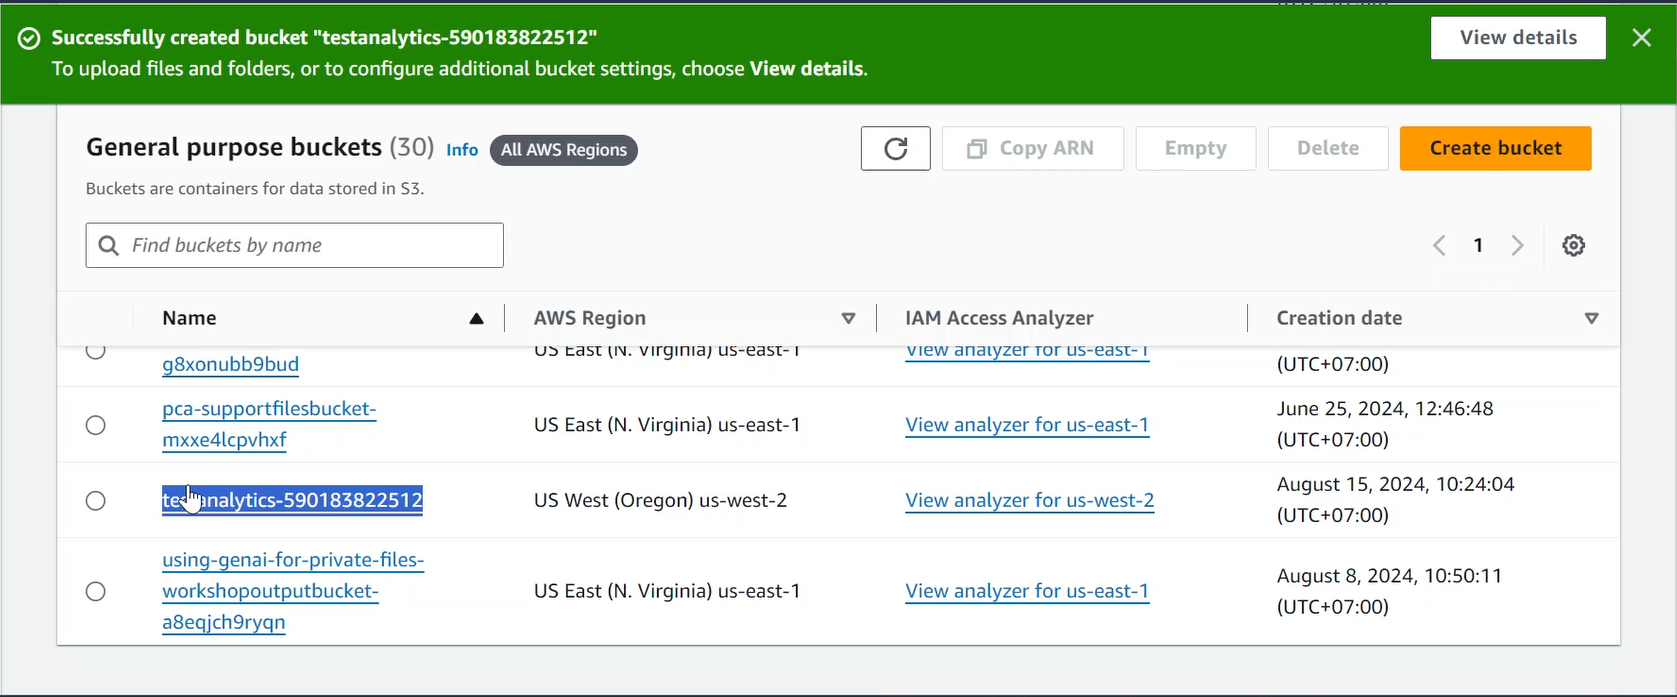 Successfully created bucket "testanalytics-590183822512"
To upload files and folders, or to configure additional bucket settings, choose View details.
View details
General purpose buckets (30) Info All AWS Regions
Copy ARN Empty Delete Create bucket
Buckets are containers for data stored in S3.
Find buckets by name
1
Name AWS Region IAM Access Analyzer Creation date
US East (N. Virginia) us-east-1 View analyzer for us-east-1
g8xonubb9bud (UTC+07:00)
pca-supportfilesbucket- June 25, 2024, 12:46:48
US East (N. Virginia) us-east-1 View analyzer for us-east-1
mxxe4lcpvhxf (UTC+07:00)
August 15, 2024, 10:24:04
testanalytics-590183822512 US West (Oregon) us-west-2 View analyzer for us-west-2
(UTC+07:00)
using-genai-for-private-files- August 8, 2024, 10:50:11
workshopoutputbucket- US East (N. Virginia) us-east-1 View analyzer for us-east-1
a8eqjch9ryqn (UTC+07:00)